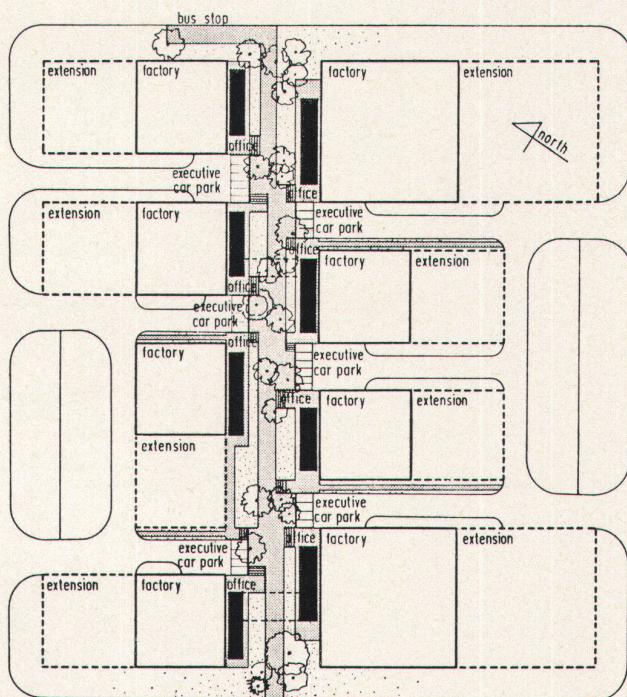 bus stop
extension
factory
factory
extension
north
office
executive
car park
office
executive
car park
extension
factory
office
factory
extension
office
executive
car park
office
factory
executive
car park
extension
office
factory
extension
executive
car park
office
factory
extension
executive
car park
extension
factory
office